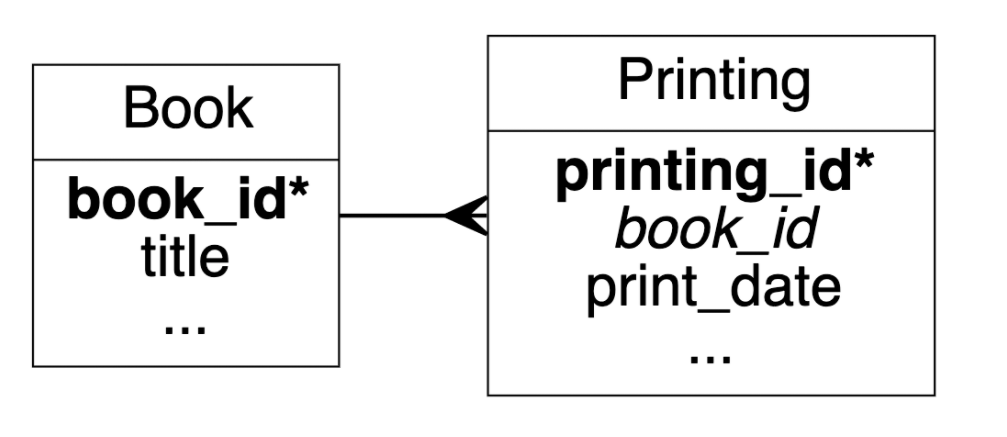 Book
book_id*
title
...
Printing
printing_id*
book_id
print_date
...